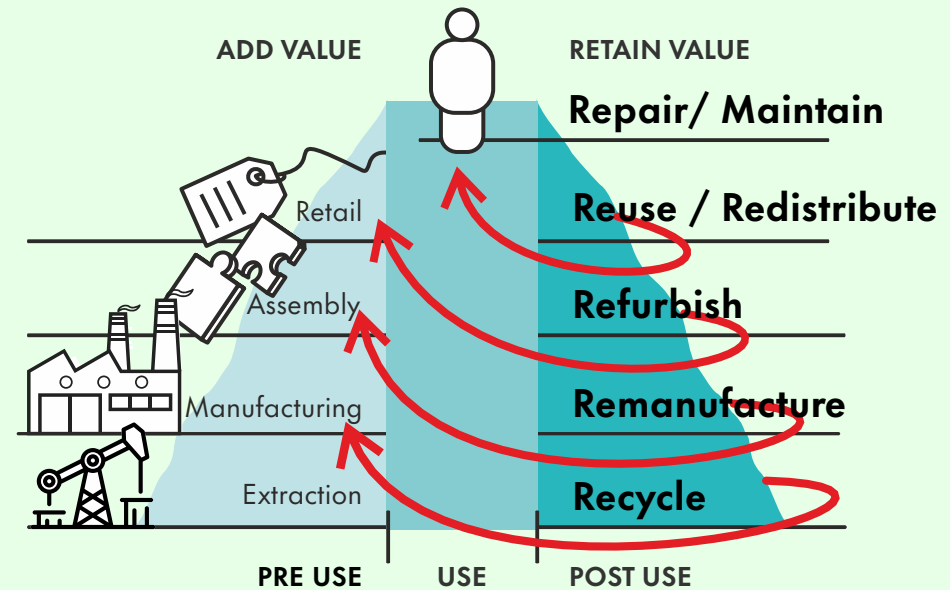 ADD VALUE
RETAIN VALUE
Repair/ Maintain
Retail
Reuse / Redistribute
Assembly
Refurbish
Manufacturing
Remanufacture
Extraction
Recycle
PRE USE
USE
POST USE